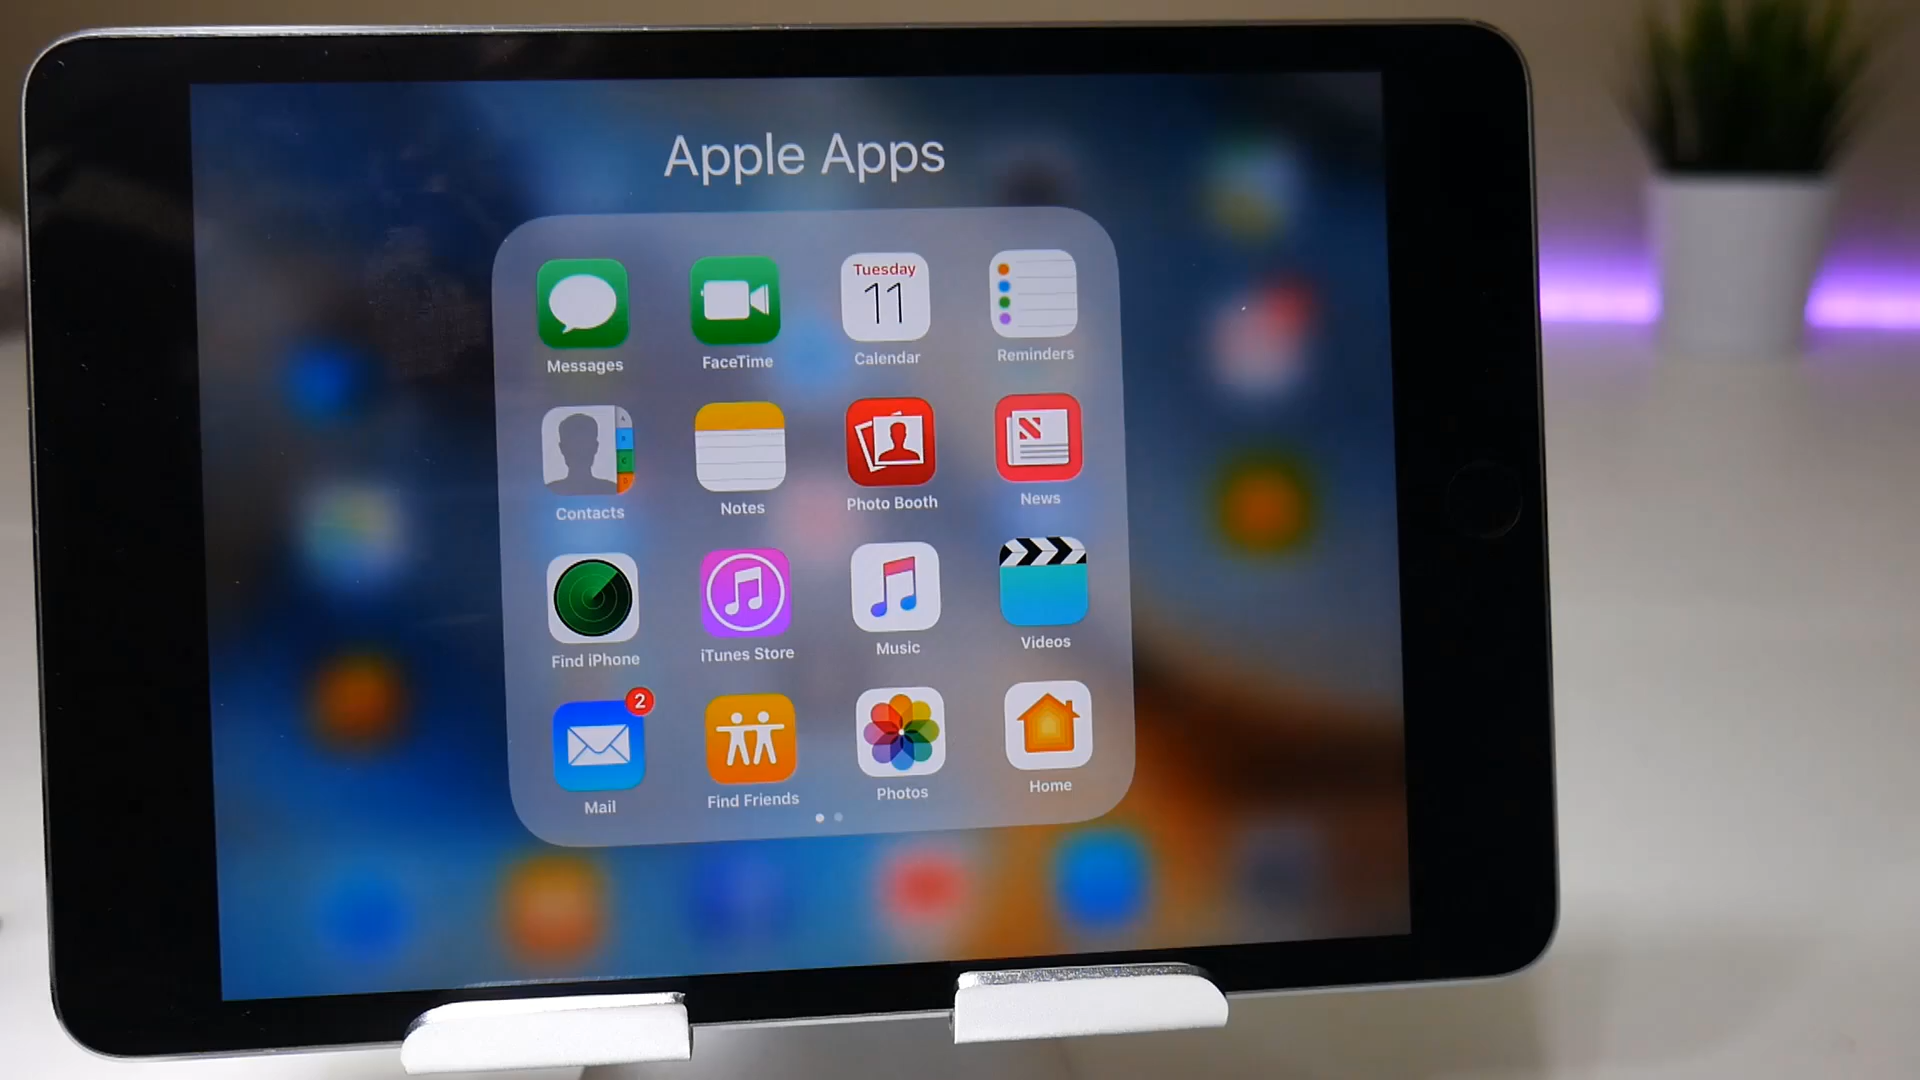 Apple Apps
Tuesday
11
Messages
FaceTime
Calendar
Reminders
Contacts
Notes
Photo Booth
News
Find iPhone
iTunes Store
Music
Videos
2
Mail
Find Friends
Photos
Home